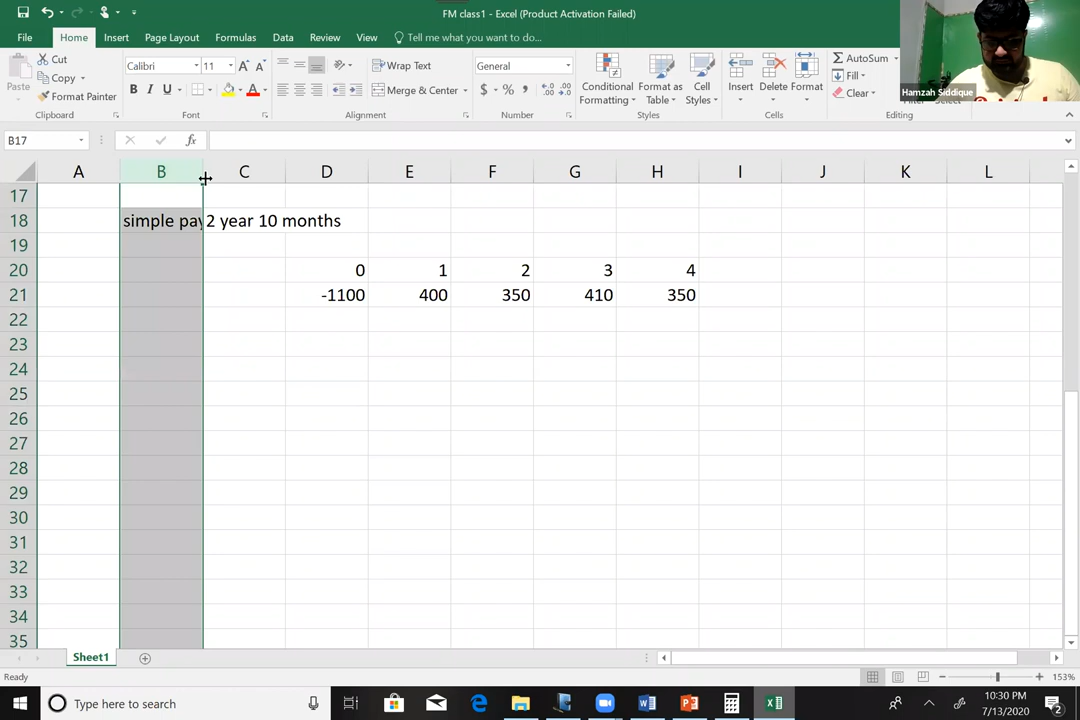 FM class1 - Excel (Product Activation Failed)
File Home Insert Page Layout Formulas Data Review View Tell me what you want to do...
Cut
Copy
Format Painter
Paste
Clipboard
Calibri 11
B I U
Font
Wrap Text
Merge & Center
Alignment
General
$ % ,
Number
Conditional Formatting
Format as Table
Cell Styles
Styles
Insert Delete Format
Cells
AutoSum
Fill
Clear
Editing
Hamzah Siddique
B17 fx
A B C D E F G H I J K L
17
18 simple pay 2 year 10 months
19
20 0 1 2 3 4
21 -1100 400 350 410 350
22
23
24
25
26
27
28
29
30
31
32
33
34
35
Sheet1
Ready 153%
Type here to search
10:30 PM
7/13/2020
2